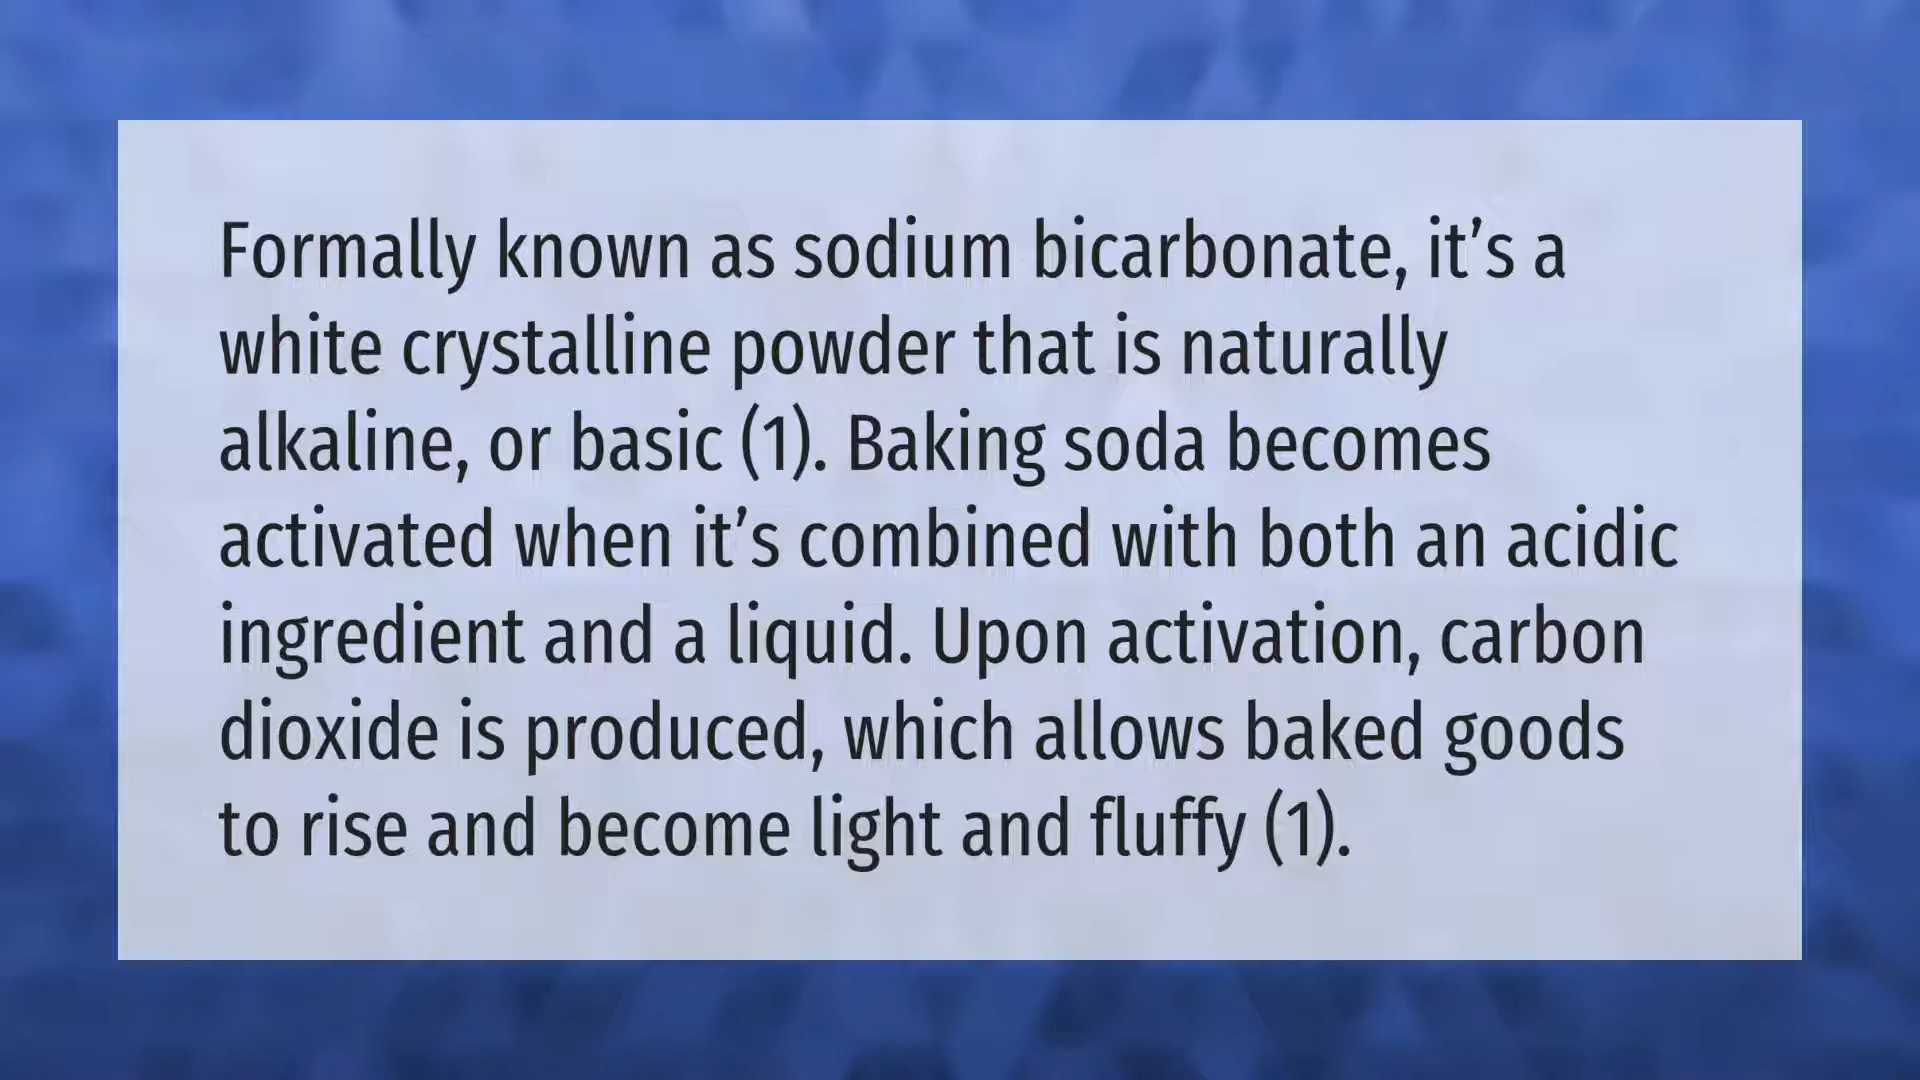 Formally known as sodium bicarbonate, it’s a
white crystalline powder that is naturally
alkaline, or basic (1). Baking soda becomes
activated when it’s combined with both an acidic
ingredient and a liquid. Upon activation, carbon
dioxide is produced, which allows baked goods
to rise and become light and fluffy (1).